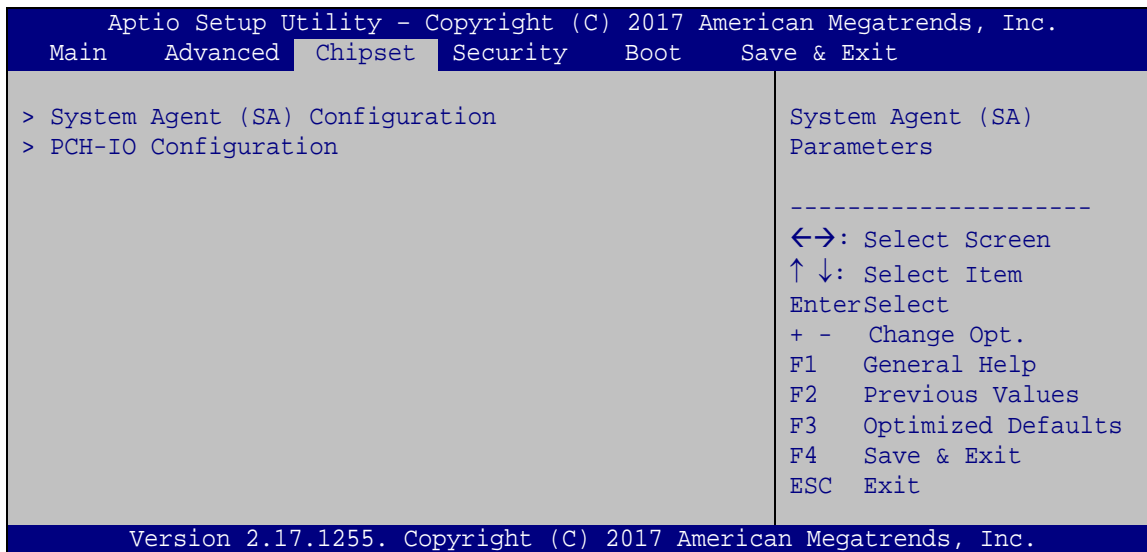 Aptio Setup Utility – Copyright (C) 2017 American Megatrends, Inc.
Main Advanced Chipset Security Boot Save & Exit
> System Agent (SA) Configuration
> PCH-IO Configuration
System Agent (SA)
Parameters
---------------------
←→: Select Screen
↑ ↓: Select Item
EnterSelect
+ - Change Opt.
F1 General Help
F2 Previous Values
F3 Optimized Defaults
F4 Save & Exit
ESC Exit
Version 2.17.1255. Copyright (C) 2017 American Megatrends, Inc.